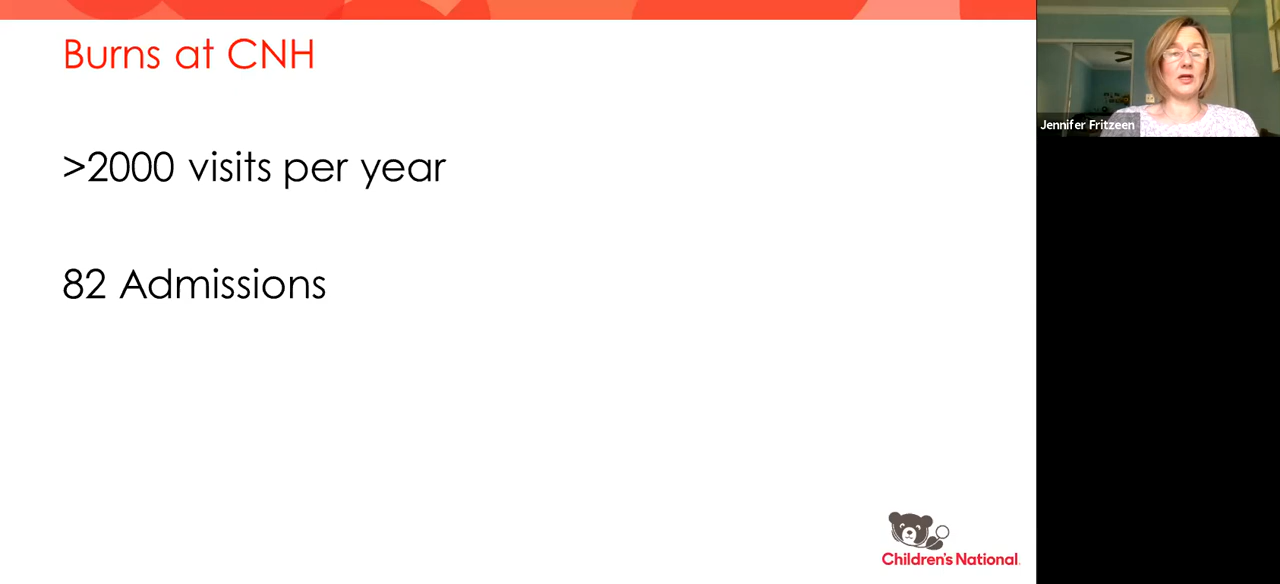 Burns at CNH
>2000 visits per year
82 Admissions
Children's National.
Jennifer Fritzeen